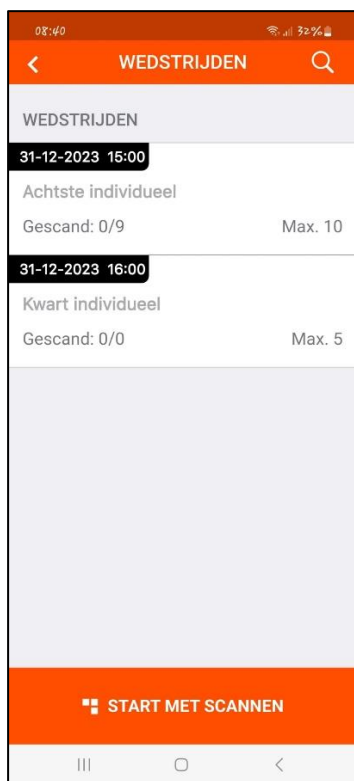 08:40 32%
WEDSTRIJDEN
WEDSTRIJDEN
31-12-2023 15:00
Achtste individueel
Gescand: 0/9 Max. 10
31-12-2023 16:00
Kwart individueel
Gescand: 0/0 Max. 5
START MET SCANNEN